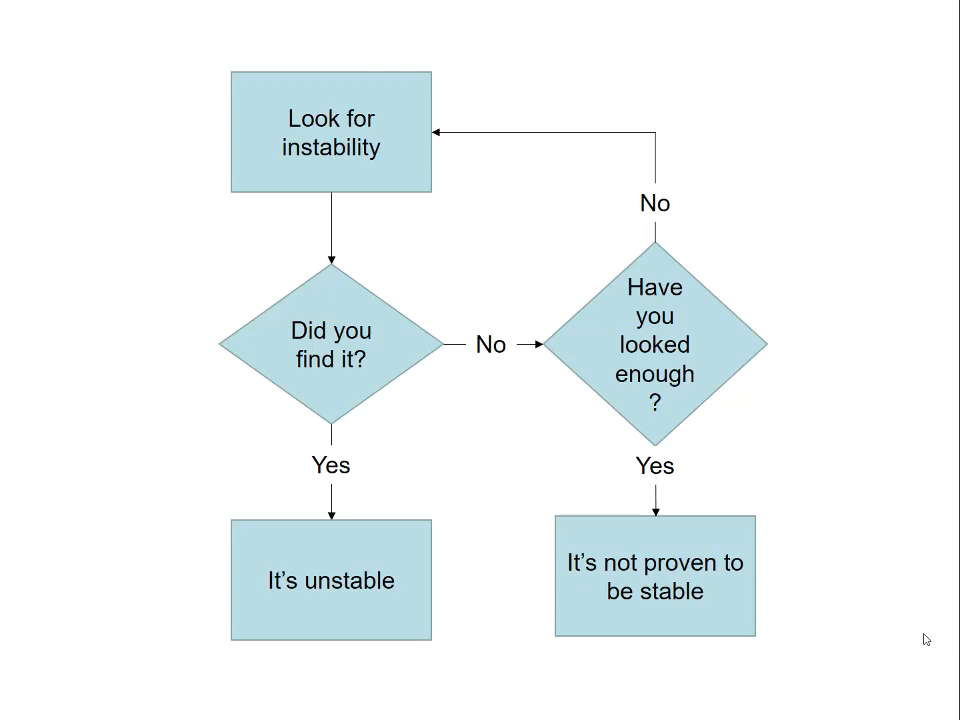 Look for
instability
No
Did you
find it?
No
Have
you
looked
enough
?
Yes
Yes
It’s unstable
It’s not proven to
be stable